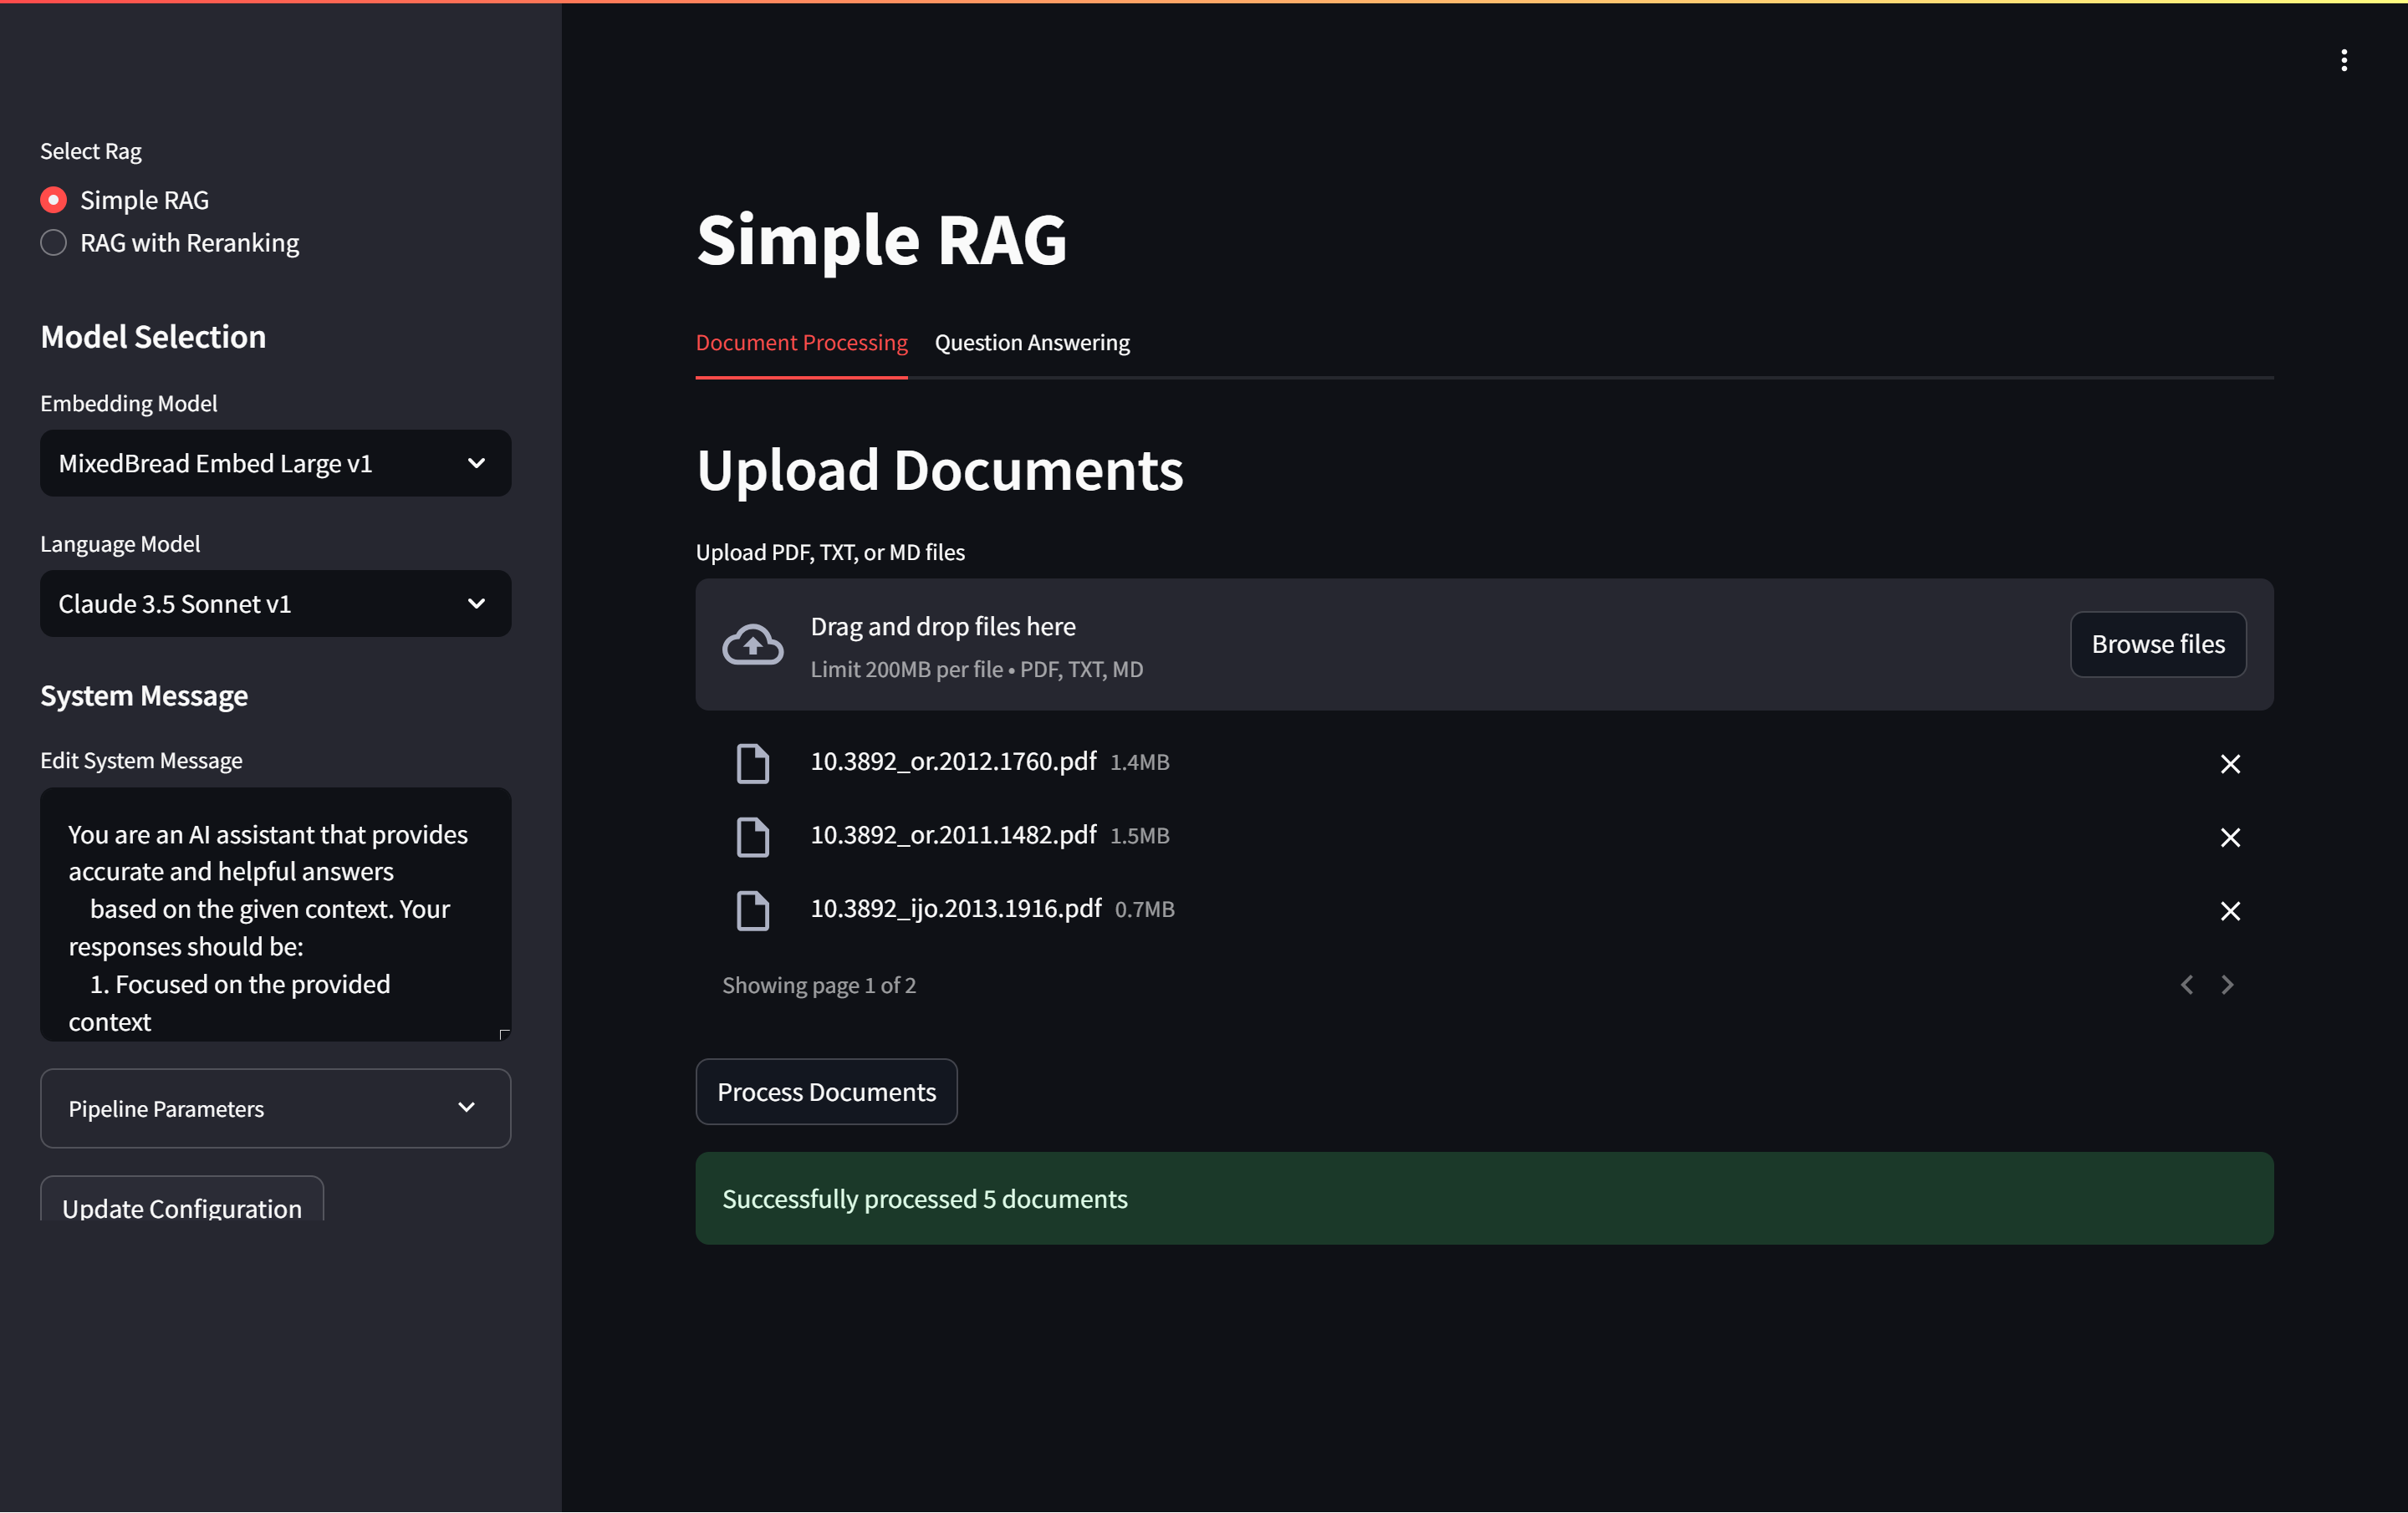 Select Rag
Simple RAG
RAG with Reranking
Model Selection
Embedding Model
MixedBread Embed Large v1
Language Model
Claude 3.5 Sonnet v1
System Message
Edit System Message
You are an AI assistant that provides
accurate and helpful answers
based on the given context. Your
responses should be:
1. Focused on the provided
context
Pipeline Parameters
Update Configuration
Simple RAG
Document Processing
Question Answering
Upload Documents
Upload PDF, TXT, or MD files
Drag and drop files here
Limit 200MB per file • PDF, TXT, MD
Browse files
10.3892_or.2012.1760.pdf 1.4MB
10.3892_or.2011.1482.pdf 1.5MB
10.3892_ijo.2013.1916.pdf 0.7MB
Showing page 1 of 2
Process Documents
Successfully processed 5 documents